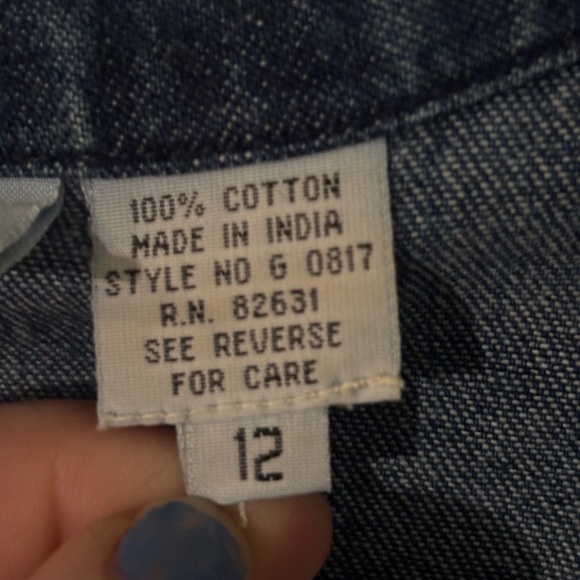 100% COTTON
MADE IN INDIA
STYLE NO G 0817
R.N. 82631
SEE REVERSE
FOR CARE
12